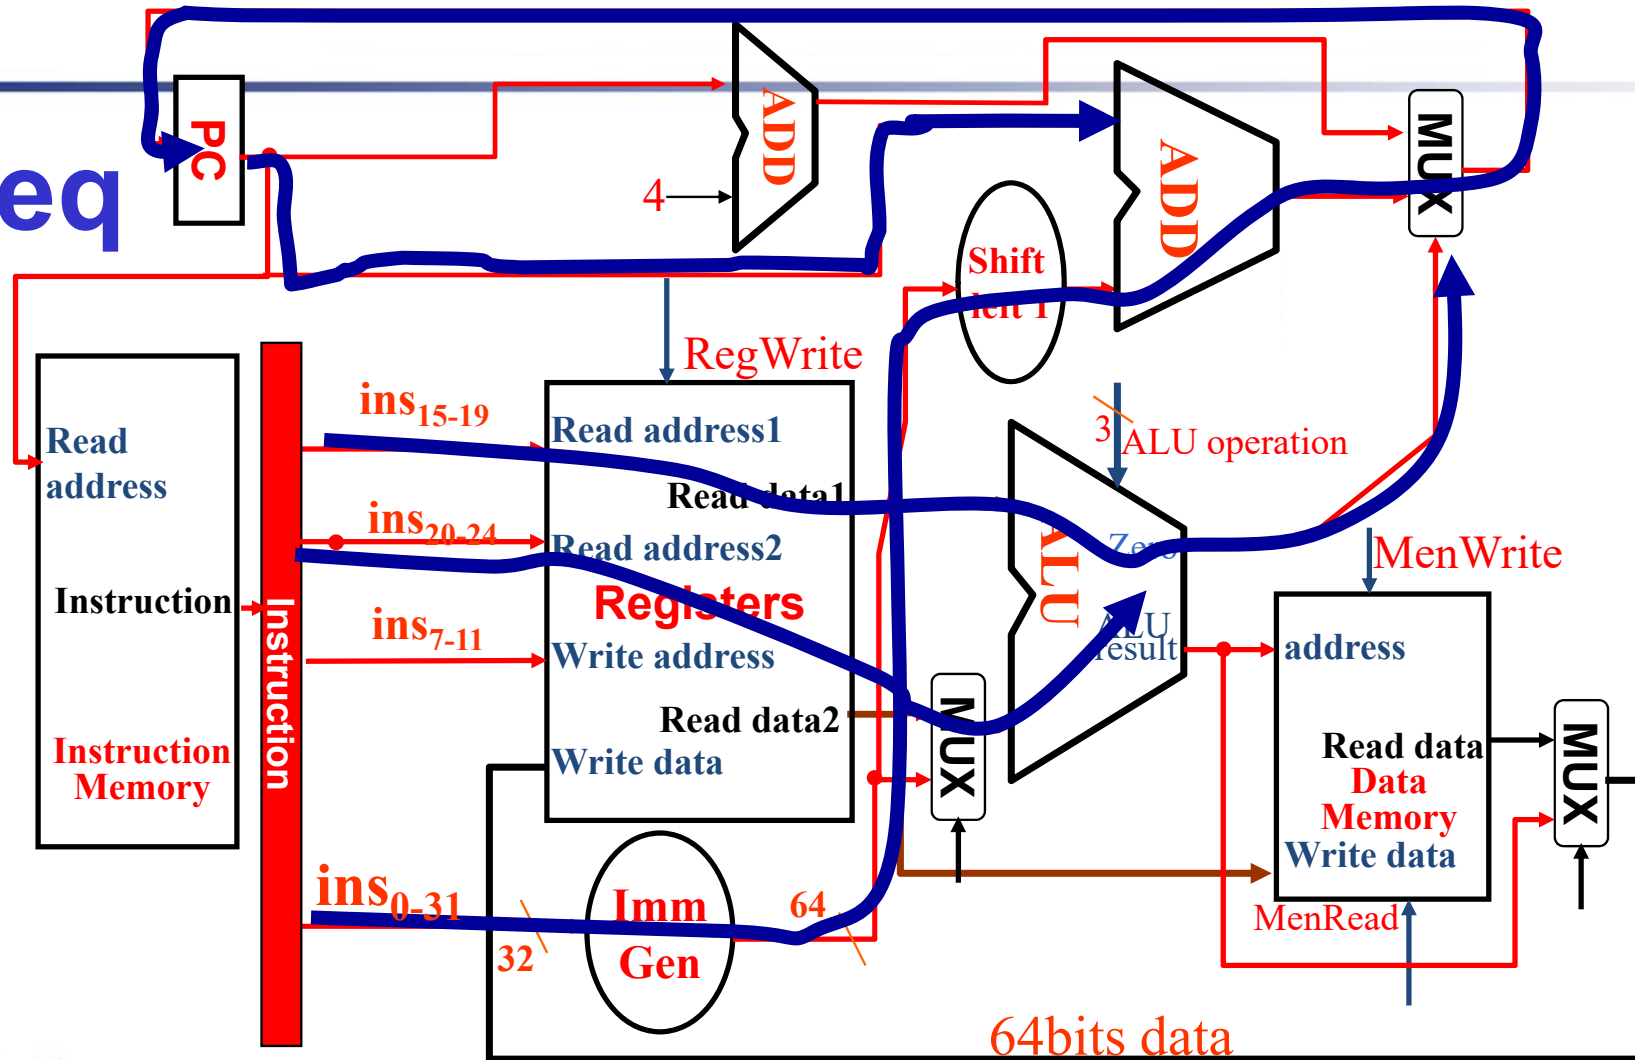 eq
PC
ADD
4
ADD
MUX
Shift
left 1
RegWrite
ins15-19
Read address1
Read
address
3
ALU operation
Read data1
ins20-24
Read address2
Zero
ALU
MenWrite
Instruction
Instruction
Registers
ins7-11
Write address
ALU
result
address
Read data2
MUX
Read data
MUX
Instruction
Memory
Write data
Data
Memory
Write data
ins0-31
32
Imm
Gen
64
MenRead
64bits data